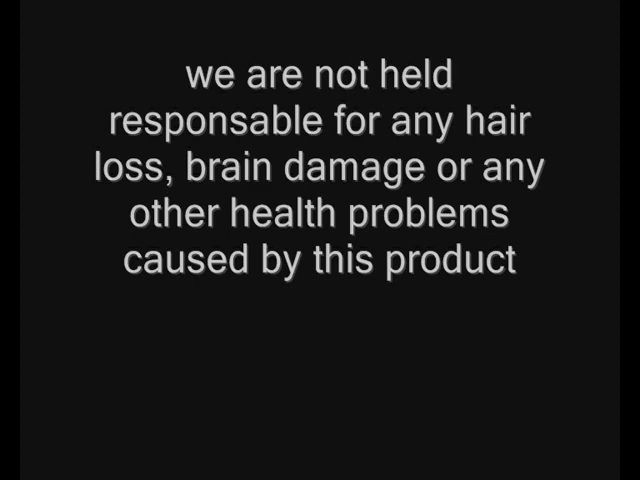 we are not held
responsable for any hair
loss, brain damage or any
other health problems
caused by this product